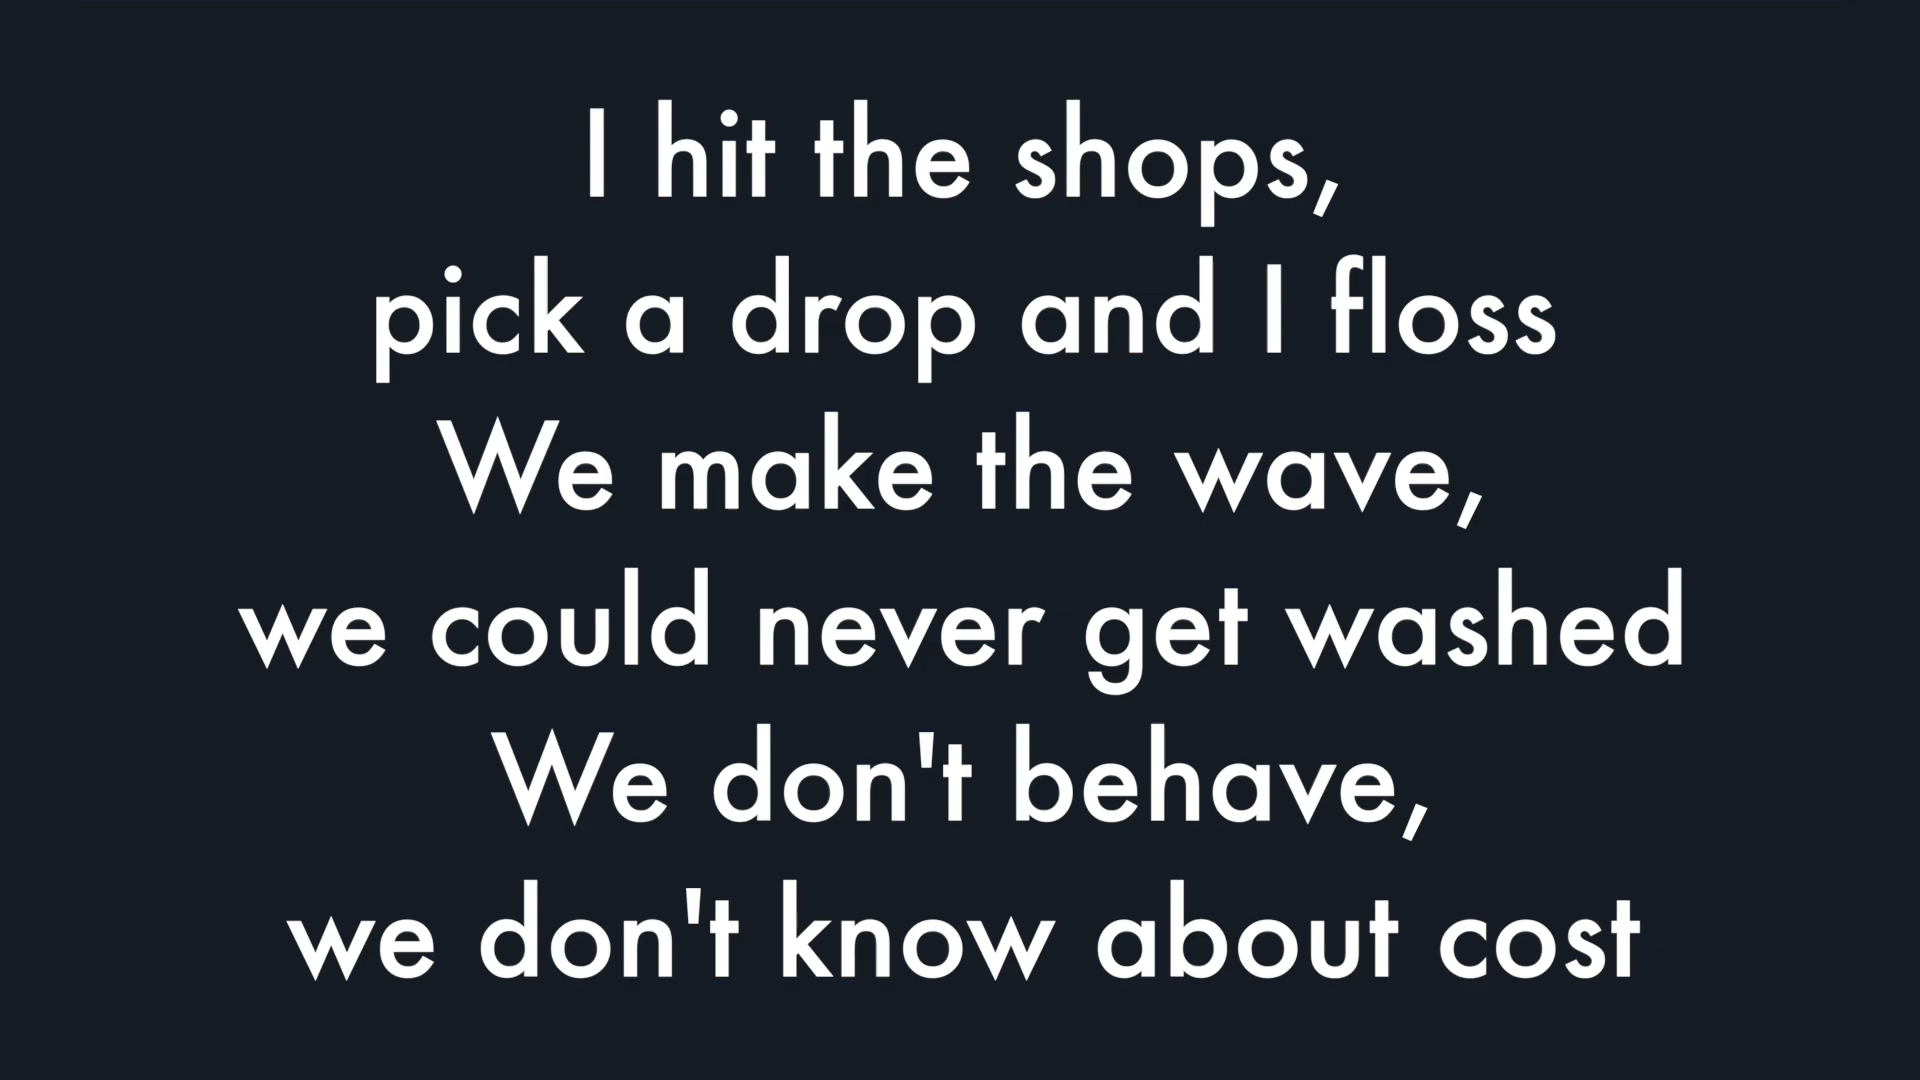 I hit the shops,
pick a drop and I floss
We make the wave,
we could never get washed
We don't behave,
we don't know about cost